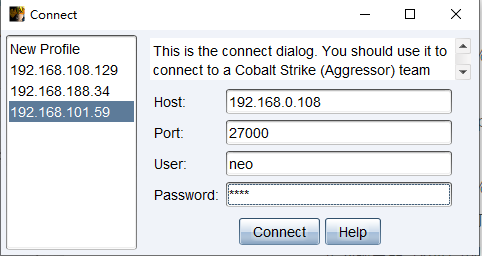 Connect
New Profile
192.168.108.129
192.168.188.34
192.168.101.59
This is the connect dialog. You should use it to
connect to a Cobalt Strike (Aggressor) team
Host: 192.168.0.108
Port: 27000
User: neo
Password: ****
Connect Help